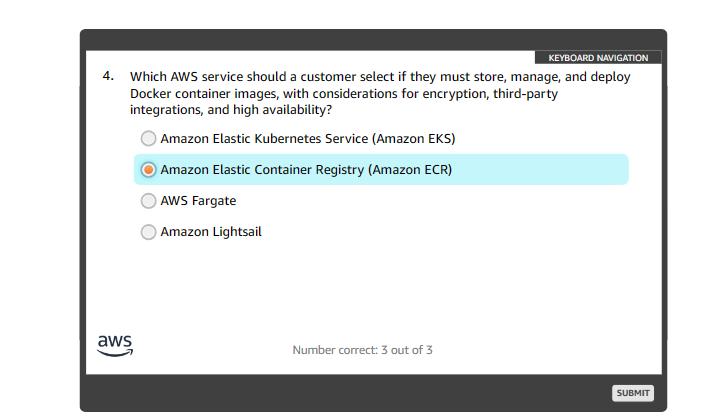 KEYBOARD NAVIGATION
4. Which AWS service should a customer select if they must store, manage, and deploy
Docker container images, with considerations for encryption, third-party
integrations, and high availability?
Amazon Elastic Kubernetes Service (Amazon EKS)
Amazon Elastic Container Registry (Amazon ECR)
AWS Fargate
Amazon Lightsail
aws
Number correct: 3 out of 3
SUBMIT